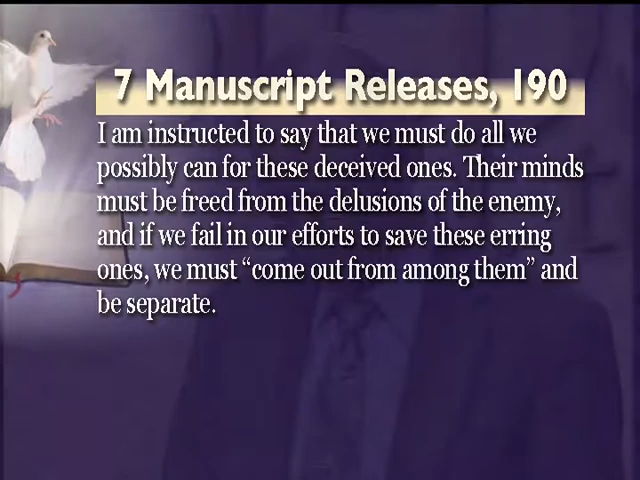 7 Manuscript Releases, 190
I am instructed to say that we must do all we
possibly can for these deceived ones. Their minds
must be freed from the delusions of the enemy,
and if we fail in our efforts to save these erring
ones, we must “come out from among them” and
be separate.